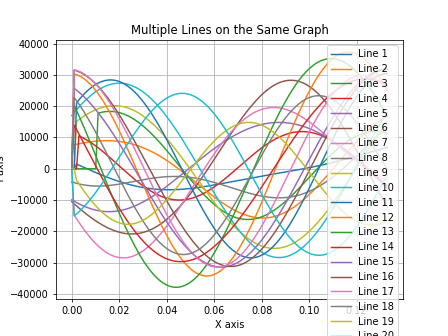 Multiple Lines on the Same Graph
40000
30000
20000
10000
0
−10000
−20000
−30000
−40000
0.00
0.02
0.04
0.06
0.08
0.10
X axis
Line 1
Line 2
Line 3
Line 4
Line 5
Line 6
Line 7
Line 8
Line 9
Line 10
Line 11
Line 12
Line 13
Line 14
Line 15
Line 16
Line 17
Line 18
Line 19
Line 20